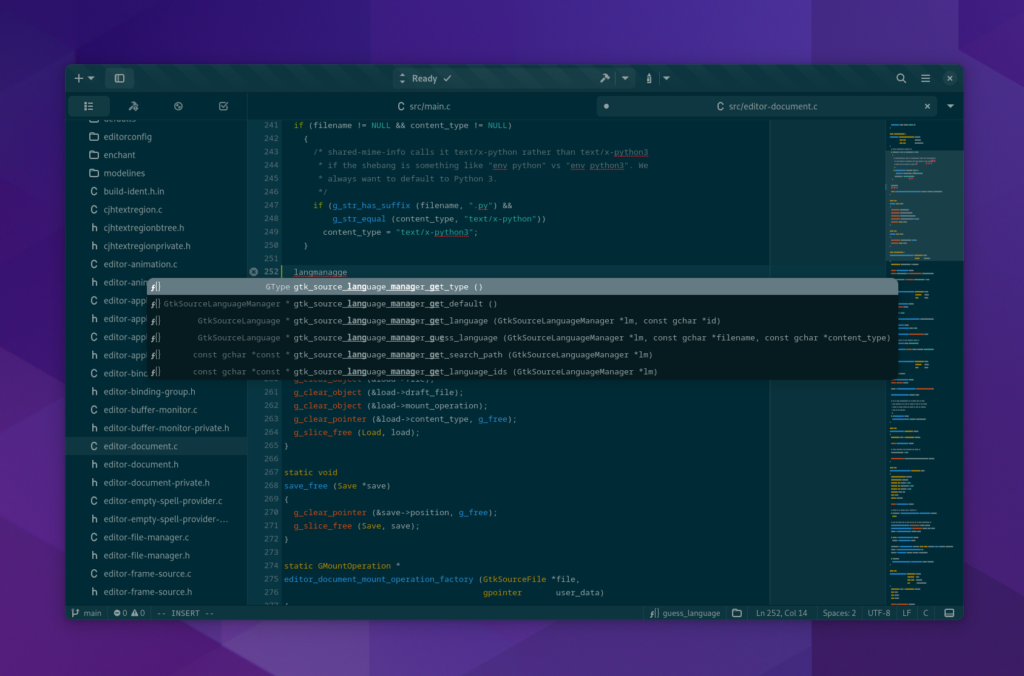 Ready
src/main.c
src/editor-document.c
defaults
editorconfig
enchant
modelines
build-ident.h.in
cjhtextregion.c
cjhtextregionbtree.h
cjhtextregionprivate.h
editor-animation.c
editor-anim
editor-appl
editor-appl
editor-appl
editor-appl
editor-bind
editor-binding-group.h
editor-buffer-monitor.c
editor-buffer-monitor-private.h
editor-document.c
editor-document.h
editor-document-private.h
editor-empty-spell-provider.c
editor-empty-spell-provider-...
editor-file-manager.c
editor-file-manager.h
editor-frame-source.c
editor-frame-source.h
241 if (filename != NULL && content_type != NULL)
242 {
243 /* shared-mime-info calls it text/x-python rather than text/x-python3
244 * if the shebang is something like "env python" vs "env python3". We
245 * always want to default to Python 3.
246 */
247 if (g_str_has_suffix (filename, ".py") &&
248 g_str_equal (content_type, "text/x-python"))
249 content_type = "text/x-python3";
250 }
251
252 langmanagge
GType gtk_source_language_manager_get_type ()
GtkSourceLanguageManager * gtk_source_language_manager_get_default ()
GtkSourceLanguage * gtk_source_language_manager_get_language (GtkSourceLanguageManager *lm, const gchar *id)
GtkSourceLanguage * gtk_source_language_manager_guess_language (GtkSourceLanguageManager *lm, const gchar *filename, const gchar *content_type)
const gchar *const * gtk_source_language_manager_get_search_path (GtkSourceLanguageManager *lm)
const gchar *const * gtk_source_language_manager_get_language_ids (GtkSourceLanguageManager *lm)
260 g_clear_object (&load->file);
261 g_clear_object (&load->draft_file);
262 g_clear_object (&load->mount_operation);
263 g_clear_pointer (&load->content_type, g_free);
264 g_slice_free (Load, load);
265 }
266
267 static void
268 save_free (Save *save)
269 {
270 g_clear_pointer (&save->position, g_free);
271 g_slice_free (Save, save);
272 }
273
274 static GMountOperation *
275 editor_document_mount_operation_factory (GtkSourceFile *file,
276 gpointer user_data)
main 0 0 -- INSERT -- guess_language Ln 252, Col 14 Spaces: 2 UTF-8 LF C